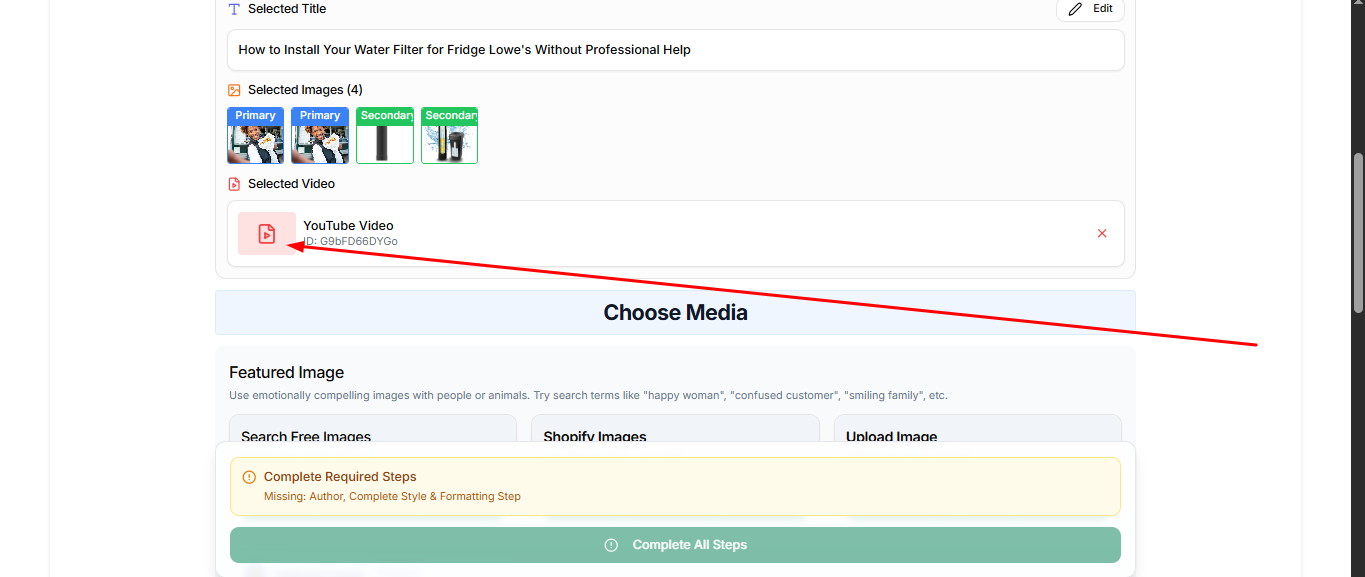 Selected Title
Edit
How to Install Your Water Filter for Fridge Lowe's Without Professional Help
Selected Images (4)
Primary
Primary
Secondary
Secondary
Selected Video
YouTube Video
ID: G9bFD66DYGo
Choose Media
Featured Image
Use emotionally compelling images with people or animals. Try search terms like "happy woman", "confused customer", "smiling family", etc.
Search Free Images
Shopify Images
Upload Image
Complete Required Steps
Missing: Author, Complete Style & Formatting Step
Complete All Steps